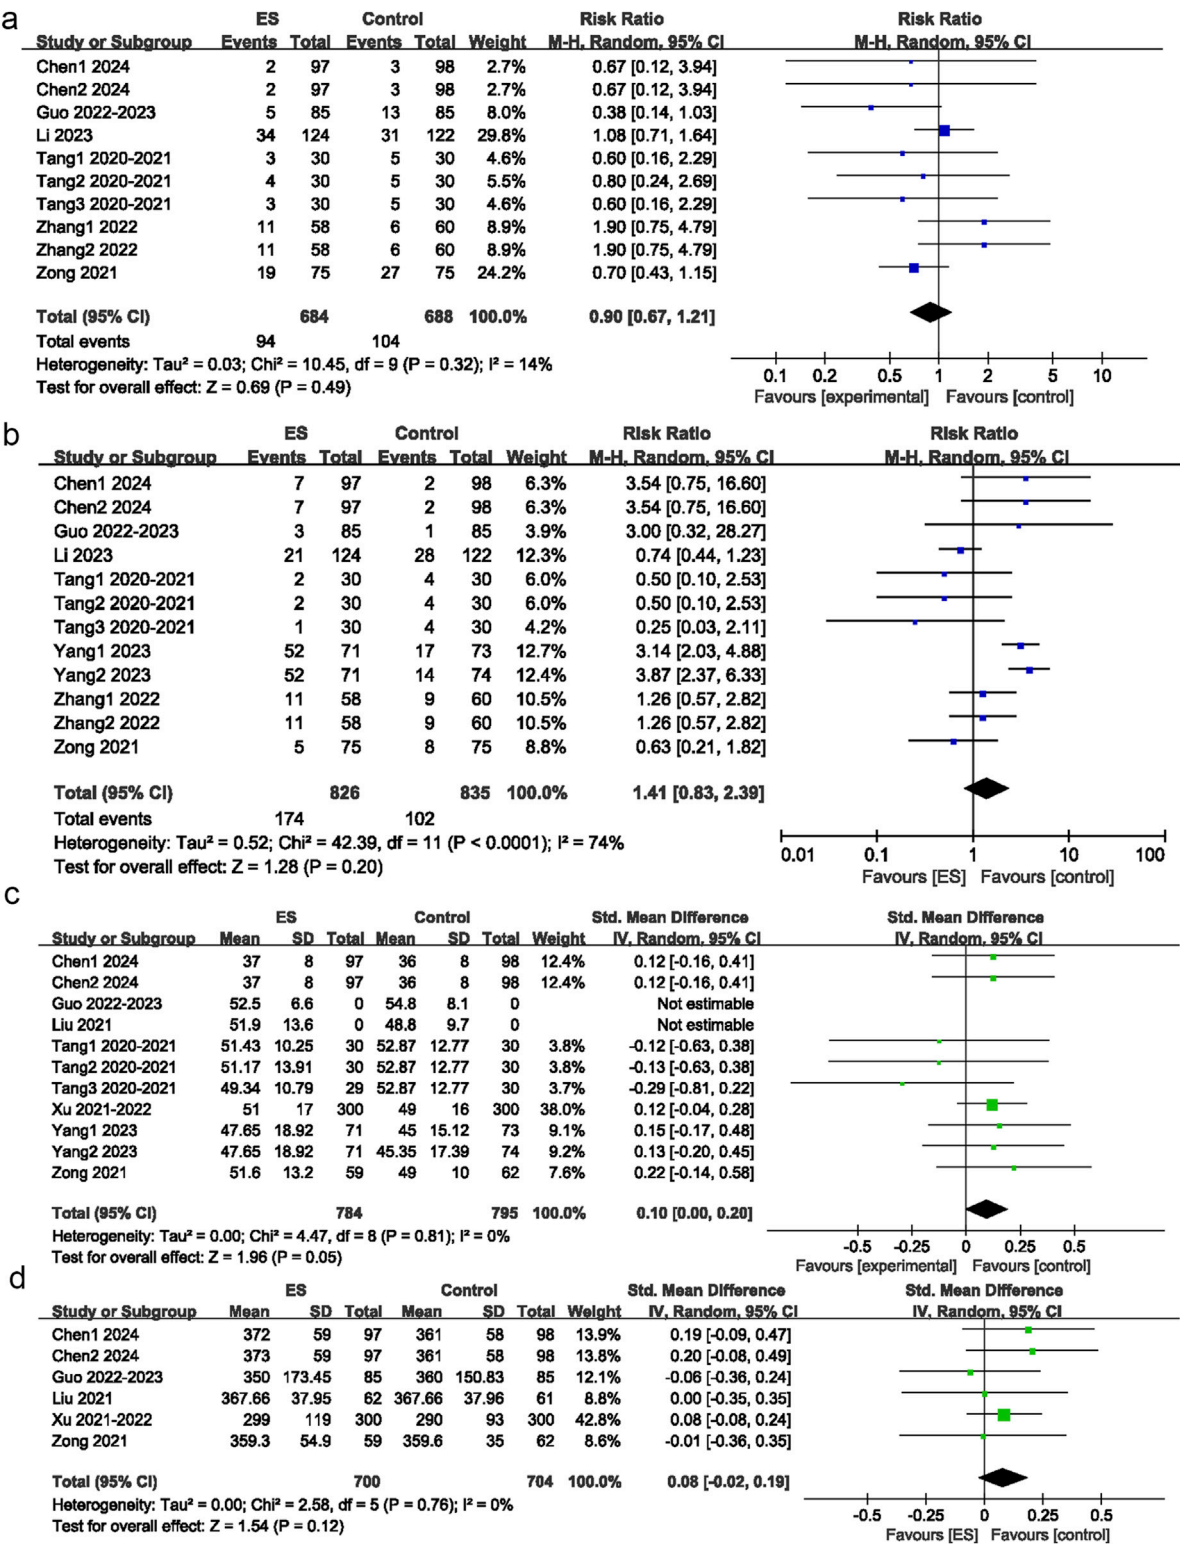 a
ES Control Risk Ratio Risk Ratio
Study or Subgroup Events Total Events Total Weight M-H, Random, 95% CI M-H, Random, 95% CI
Chen1 2024 2 97 3 98 2.7% 0.67 [0.12, 3.94]
Chen2 2024 2 97 3 98 2.7% 0.67 [0.12, 3.94]
Guo 2022-2023 5 85 13 85 8.0% 0.38 [0.14, 1.03]
Li 2023 34 124 31 122 29.8% 1.08 [0.71, 1.64]
Tang1 2020-2021 3 30 5 30 4.6% 0.60 [0.16, 2.29]
Tang2 2020-2021 4 30 5 30 5.5% 0.80 [0.24, 2.69]
Tang3 2020-2021 3 30 5 30 4.6% 0.60 [0.16, 2.29]
Zhang1 2022 11 58 6 60 8.9% 1.90 [0.75, 4.79]
Zhang2 2022 11 58 6 60 8.9% 1.90 [0.75, 4.79]
Zong 2021 19 75 27 75 24.2% 0.70 [0.43, 1.15]
Total (95% CI) 684 688 100.0% 0.90 [0.67, 1.21]
Total events 94 104
Heterogeneity: Tau² = 0.03; Chi² = 10.45, df = 9 (P = 0.32); I² = 14%
Test for overall effect: Z = 0.69 (P = 0.49)
0.1 0.2 0.5 1 2 5 10
Favours [experimental] Favours [control]
b
ES Control Risk Ratio Risk Ratio
Study or Subgroup Events Total Events Total Weight M-H, Random, 95% CI M-H, Random, 95% CI
Chen1 2024 7 97 2 98 6.3% 3.54 [0.75, 16.60]
Chen2 2024 7 97 2 98 6.3% 3.54 [0.75, 16.60]
Guo 2022-2023 3 85 1 85 3.9% 3.00 [0.32, 28.27]
Li 2023 21 124 28 122 12.3% 0.74 [0.44, 1.23]
Tang1 2020-2021 2 30 4 30 6.0% 0.50 [0.10, 2.53]
Tang2 2020-2021 2 30 4 30 6.0% 0.50 [0.10, 2.53]
Tang3 2020-2021 1 30 4 30 4.2% 0.25 [0.03, 2.11]
Yang1 2023 52 71 17 73 12.7% 3.14 [2.03, 4.88]
Yang2 2023 52 71 14 74 12.4% 3.87 [2.37, 6.33]
Zhang1 2022 11 58 9 60 10.5% 1.26 [0.57, 2.82]
Zhang2 2022 11 58 9 60 10.5% 1.26 [0.57, 2.82]
Zong 2021 5 75 8 75 8.8% 0.63 [0.21, 1.82]
Total (95% CI) 826 835 100.0% 1.41 [0.83, 2.39]
Total events 174 102
Heterogeneity: Tau² = 0.52; Chi² = 42.39, df = 11 (P < 0.0001); I² = 74%
Test for overall effect: Z = 1.28 (P = 0.20)
0.01 0.1 1 10 100
Favours [ES] Favours [control]
c
ES Control Std. Mean Difference Std. Mean Difference
Study or Subgroup Mean SD Total Mean SD Total Weight IV, Random, 95% CI IV, Random, 95% CI
Chen1 2024 37 8 97 36 8 98 12.4% 0.12 [-0.16, 0.41]
Chen2 2024 37 8 97 36 8 98 12.4% 0.12 [-0.16, 0.41]
Guo 2022-2023 52.5 6.6 0 54.8 8.1 0 Not estimable
Liu 2021 51.9 13.6 0 48.8 9.7 0 Not estimable
Tang1 2020-2021 51.43 10.25 30 52.87 12.77 30 3.8% -0.12 [-0.63, 0.38]
Tang2 2020-2021 51.17 13.91 30 52.87 12.77 30 3.8% -0.13 [-0.63, 0.38]
Tang3 2020-2021 49.34 10.79 29 52.87 12.77 30 3.7% -0.29 [-0.81, 0.22]
Xu 2021-2022 51 17 300 49 16 300 38.0% 0.12 [-0.04, 0.28]
Yang1 2023 47.65 18.92 71 45 15.12 73 9.1% 0.15 [-0.17, 0.48]
Yang2 2023 47.65 18.92 71 45.35 17.39 74 9.2% 0.13 [-0.20, 0.45]
Zong 2021 51.6 13.2 59 49 10 62 7.6% 0.22 [-0.14, 0.58]
Total (95% CI) 784 795 100.0% 0.10 [0.00, 0.20]
Heterogeneity: Tau² = 0.00; Chi² = 4.47, df = 8 (P = 0.81); I² = 0%
Test for overall effect: Z = 1.96 (P = 0.05)
-0.5 -0.25 0 0.25 0.5
Favours [experimental] Favours [control]
d
ES Control Std. Mean Difference Std. Mean Difference
Study or Subgroup Mean SD Total Mean SD Total Weight IV, Random, 95% CI IV, Random, 95% CI
Chen1 2024 372 59 97 361 58 98 13.9% 0.19 [-0.09, 0.47]
Chen2 2024 373 59 97 361 58 98 13.8% 0.20 [-0.08, 0.49]
Guo 2022-2023 350 173.45 85 360 150.83 85 12.1% -0.06 [-0.36, 0.24]
Liu 2021 367.66 37.95 62 367.66 37.96 61 8.8% 0.00 [-0.35, 0.35]
Xu 2021-2022 299 119 300 290 93 300 42.8% 0.08 [-0.08, 0.24]
Zong 2021 359.3 54.9 59 359.6 35 62 8.6% -0.01 [-0.36, 0.35]
Total (95% CI) 700 704 100.0% 0.08 [-0.02, 0.19]
Heterogeneity: Tau² = 0.00; Chi² = 2.58, df = 5 (P = 0.76); I² = 0%
Test for overall effect: Z = 1.54 (P = 0.12)
-0.5 -0.25 0 0.25 0.5
Favours [ES] Favours [control]